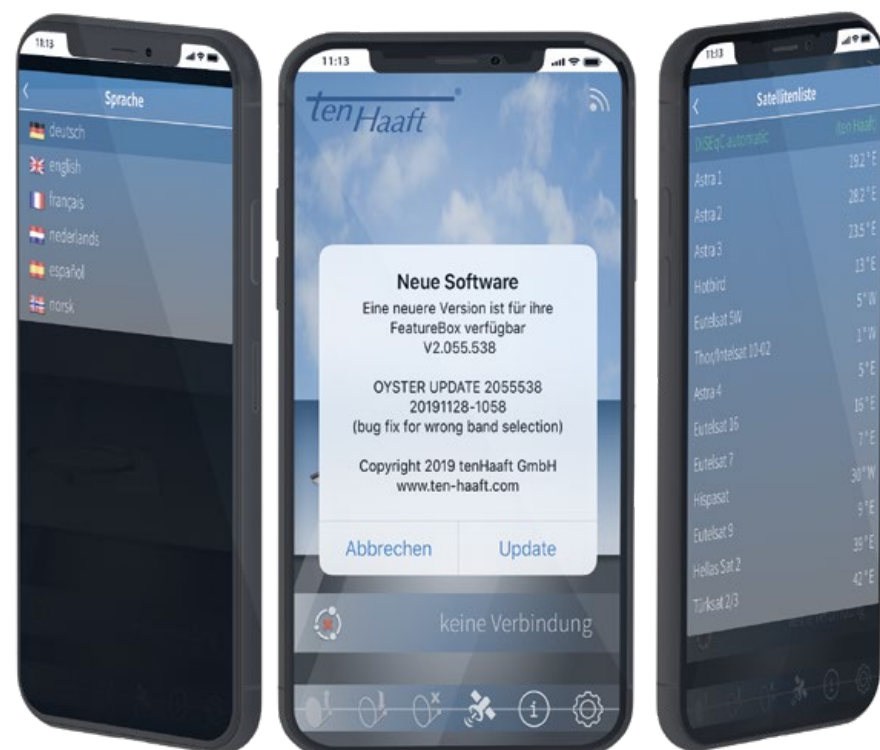 11:13
Sprache
deutsch
english
français
nederlands
español
norsk
11:13
ten Haaft
Neue Software
Eine neuere Version ist für ihre
FeatureBox verfügbar
V2.055.538
OYSTER UPDATE 2055538
20191128-1058
(bug fix for wrong band selection)
Copyright 2019 tenHaaft GmbH
www.ten-haaft.com
Abbrechen Update
keine Verbindung
11:13
Satellitenliste
DiSEqC automatic ten Haaft
Astra 1 19.2° E
Astra 2 28.2° E
Astra 3 23.5° E
Hotbird 13° E
Eutelsat 5W 5° W
Thor/Intelsat 10-02 1° W
Astra 4 5° E
Eutelsat 16 16° E
Eutelsat 7 7° E
Hispasat 30° W
Eutelsat 9 9° E
Hellas Sat 2 39° E
Türksat 2/3 42° E